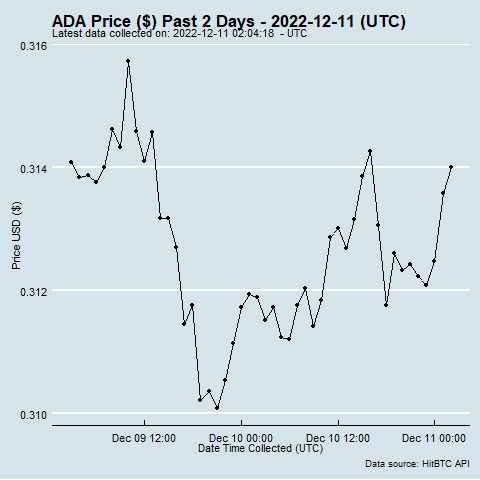 ADA Price ($) Past 2 Days - 2022-12-11 (UTC)
Latest data collected on: 2022-12-11 02:04:18 - UTC
0.316
0.314
0.312
0.310
Price USD ($)
Dec 09 12:00 Dec 10 00:00 Dec 10 12:00 Dec 11 00:00
Date Time Collected (UTC)
Data source: HitBTC API